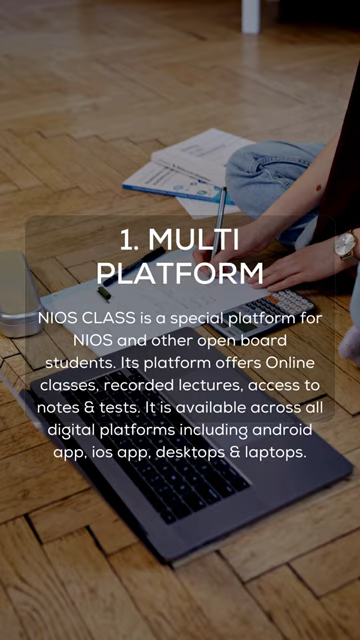 1. MULTI
PLATFORM
NIOS CLASS is a special platform for
NIOS and other open board
students. Its platform offers Online
classes, recorded lectures, access to
notes & tests. It is available across all
digital platforms including android
app, ios app, desktops & laptops.